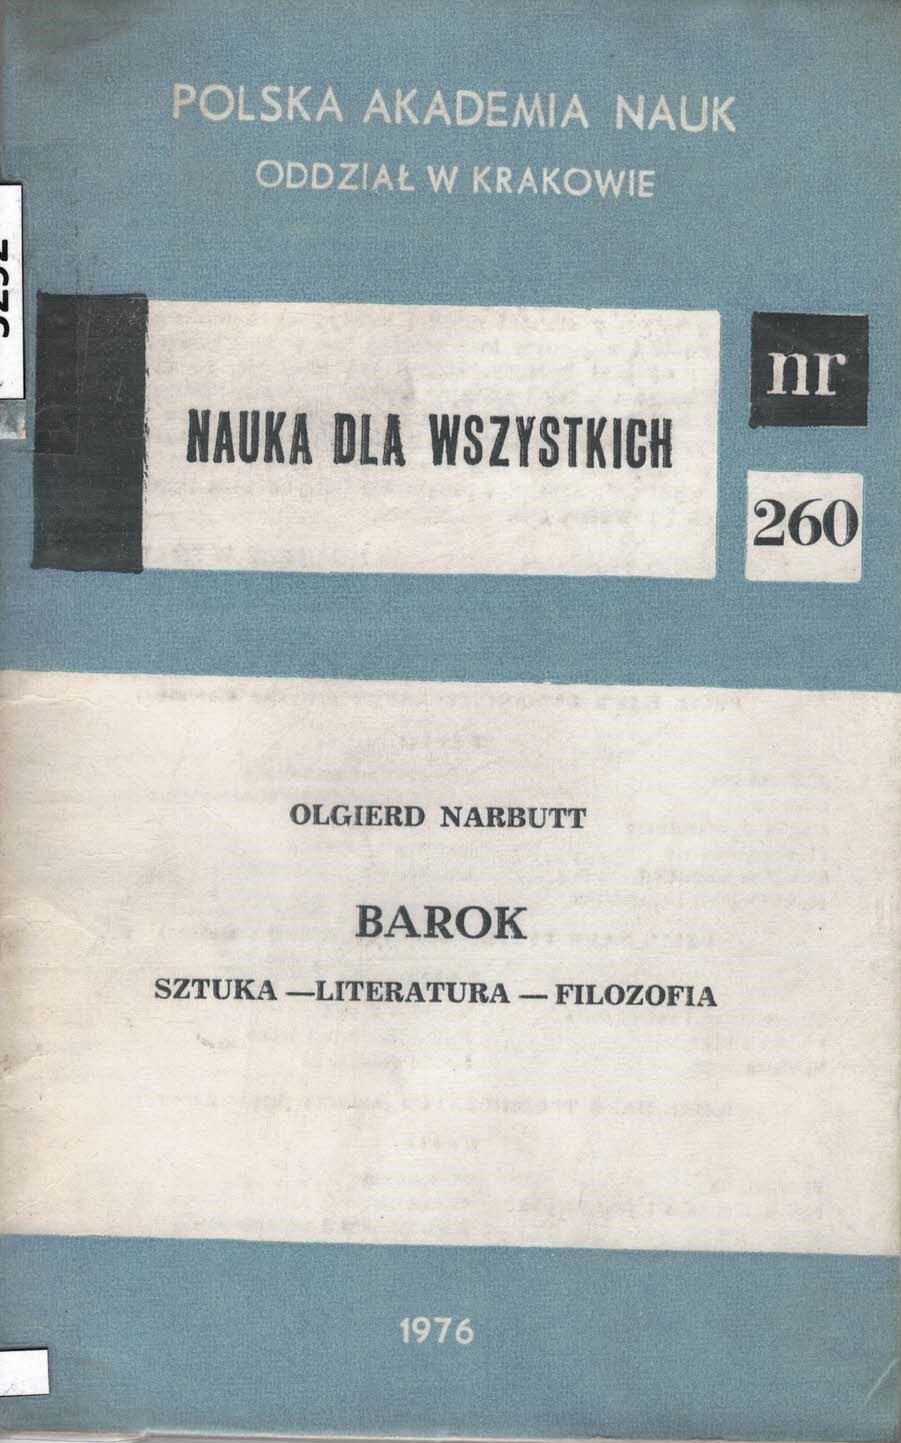 POLSKA AKADEMIA NAUK
ODDZIAŁ W KRAKOWIE
NAUKA DLA WSZYSTKICH
nr
260
OLGIERD NARBUTT
BAROK
SZTUKA — LITERATURA — FILOZOFIA
1976